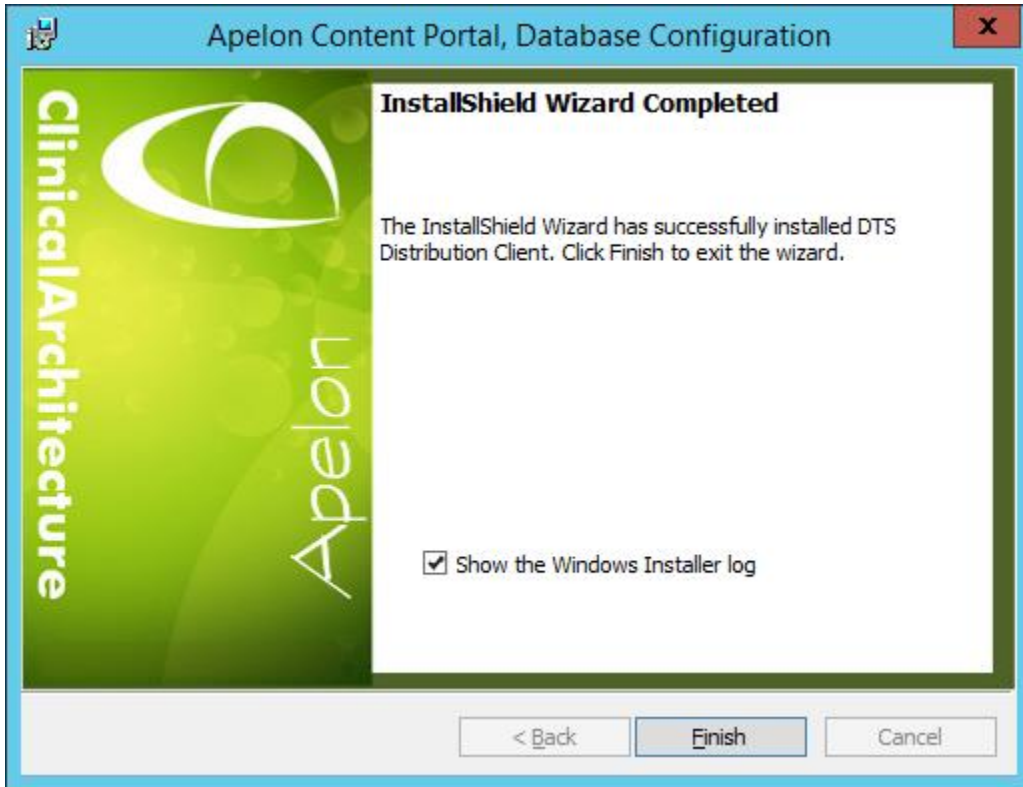 Apelon Content Portal, Database Configuration
x
ClinicalArchitecture
Apelon
InstallShield Wizard Completed
The InstallShield Wizard has successfully installed DTS
Distribution Client. Click Finish to exit the wizard.
Show the Windows Installer log
< Back
Finish
Cancel